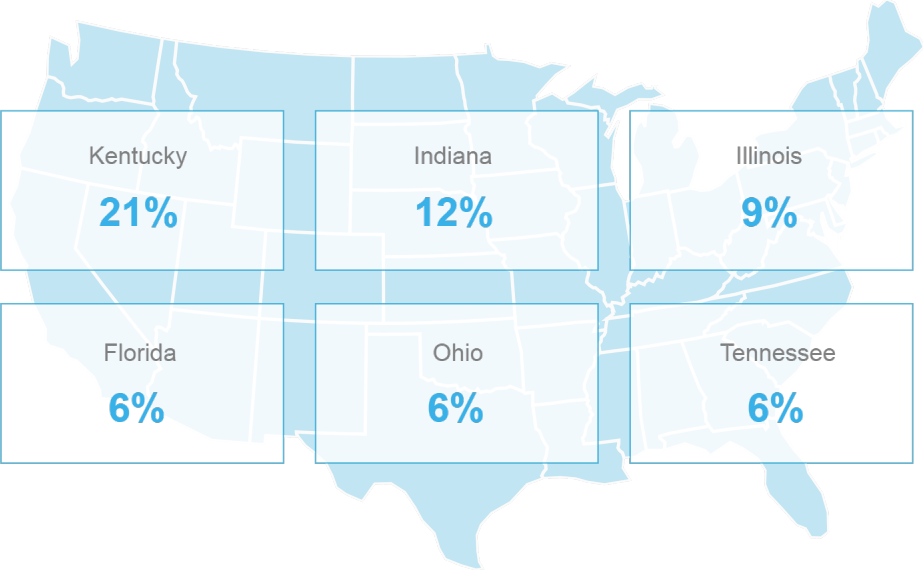 Kentucky
21%
Indiana
12%
Illinois
9%
Florida
6%
Ohio
6%
Tennessee
6%